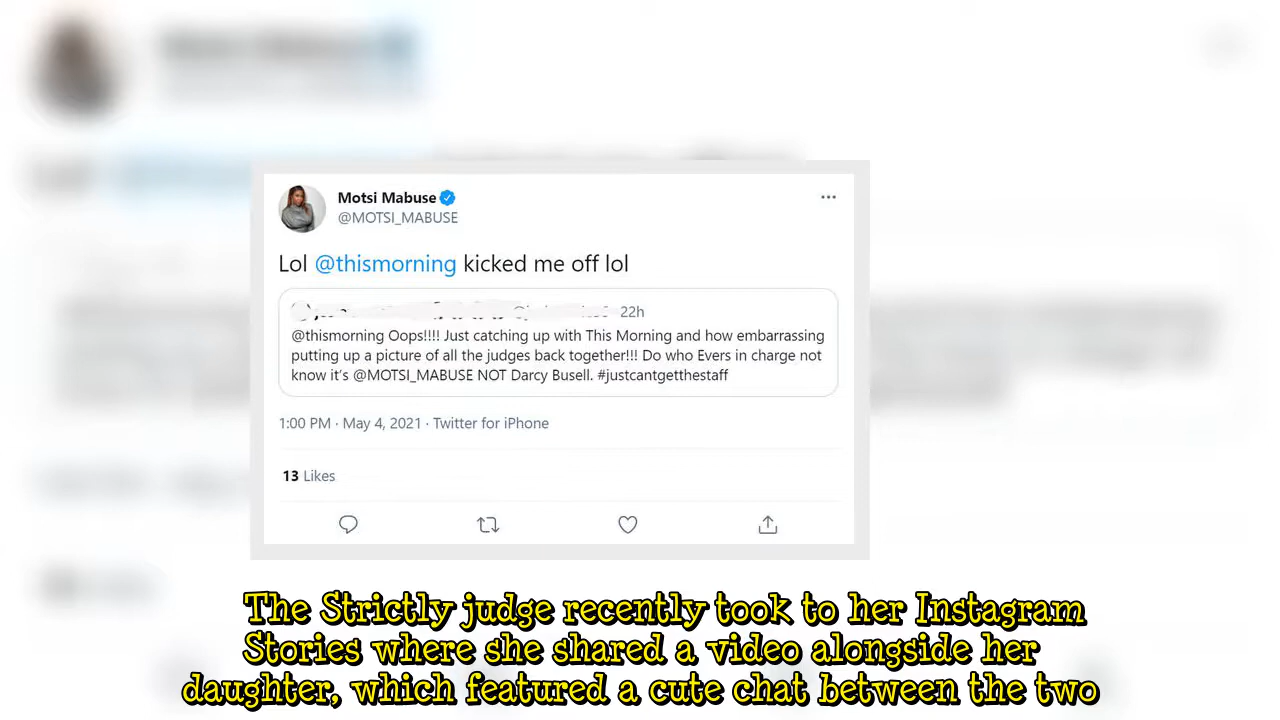 Motsi Mabuse
@MOTSI_MABUSE
Lol @thismorning kicked me off lol
22h
@thismorning Oops!!!! Just catching up with This Morning and how embarrassing
putting up a picture of all the judges back together!!! Do who Evers in charge not
know it's @MOTSI_MABUSE NOT Darcy Busell. #justcantgetthestaff
1:00 PM · May 4, 2021 · Twitter for iPhone
13 Likes
The Strictly judge recently took to her Instagram
Stories where she shared a video alongside her
daughter, which featured a cute chat between the two